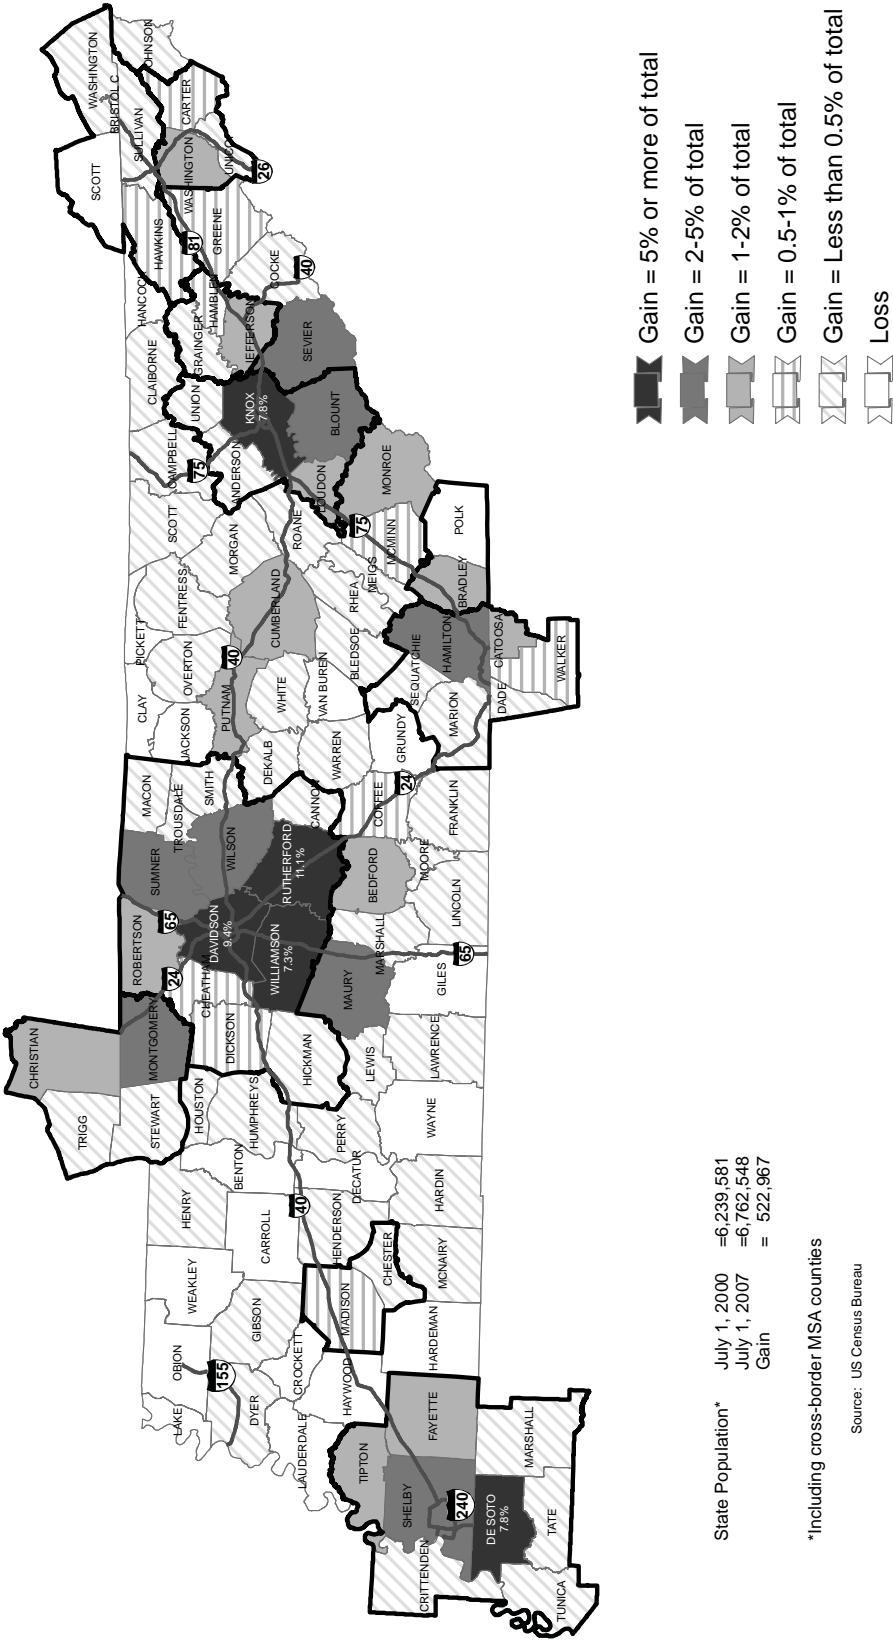 CHRISTIAN
TRIGG
STEWART
MONTGOMERY
ROBERTSON
SUMNER
MACON
TROUSDALE
SMITH
CLAY
PICKETT
JACKSON
OVERTON
FENTRESS
SCOTT
CAMPBELL
CLAIBORNE
HANCOCK
HAWKINS
SCOTT
WASHINGTON
BRISTOL C
SULLIVAN
JOHNSON
CARTER
WASHINGTON
UNICOI
GREENE
HAMBLEN
COCKE
GRAINGER
JEFFERSON
UNION
KNOX
7.8%
SEVIER
BLOUNT
ANDERSON
LOUDON
MONROE
MORGAN
ROANE
CUMBERLAND
PUTNAM
WHITE
VAN BUREN
BLEDSOE
RHEA
MEIGS
MCMINN
POLK
BRADLEY
HAMILTON
SEQUATCHIE
CATOOSA
WALKER
DADE
MARION
GRUNDY
WARREN
DEKALB
WILSON
CANNON
RUTHERFORD
11.1%
DAVIDSON
9.4%
WILLIAMSON
7.3%
CHEATHAM
DICKSON
COFFEE
FRANKLIN
MOORE
BEDFORD
LINCOLN
MARSHALL
GILES
MAURY
HICKMAN
LEWIS
LAWRENCE
HOUSTON
HUMPHREYS
PERRY
WAYNE
BENTON
DECATUR
HARDIN
HENRY
CARROLL
HENDERSON
CHESTER
MCNAIRY
WEAKLEY
GIBSON
MADISON
HARDEMAN
OBION
LAKE
DYER
CROCKETT
HAYWOOD
LAUDERDALE
TIPTON
FAYETTE
SHELBY
CRITTENDEN
DE SOTO
7.8%
MARSHALL
TATE
TUNICA
155
40
240
24
65
65
24
40
75
75
81
26
40
Gain = 5% or more of total
Gain = 2-5% of total
Gain = 1-2% of total
Gain = 0.5-1% of total
Gain = Less than 0.5% of total
Loss
State Population* July 1, 2000 =6,239,581
July 1, 2007 =6,762,548
Gain = 522,967
*Including cross-border MSA counties
Source: US Census Bureau